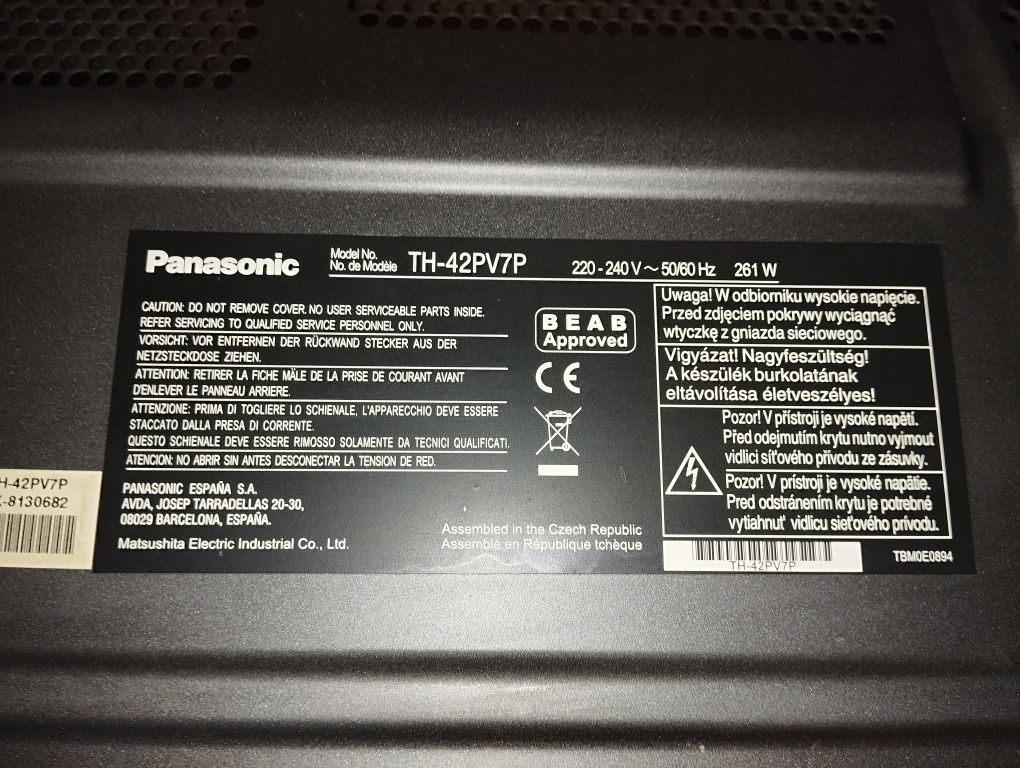 Panasonic
Model No.
No. de Modèle
TH-42PV7P
220 - 240 V ~ 50/60 Hz 261 W
CAUTION: DO NOT REMOVE COVER. NO USER SERVICEABLE PARTS INSIDE.
REFER SERVICING TO QUALIFIED SERVICE PERSONNEL ONLY.
VORSICHT: VOR ENTFERNEN DER RÜCKWAND STECKER AUS DER
NETZSTECKDOSE ZIEHEN.
ATTENTION: RETIRER LA FICHE MÂLE DE LA PRISE DE COURANT AVANT
D'ENLEVER LE PANNEAU ARRIERE.
ATTENZIONE: PRIMA DI TOGLIERE LO SCHIENALE, L'APPARECCHIO DEVE ESSERE
STACCATO DALLA PRESA DI CORRENTE.
QUESTO SCHIENALE DEVE ESSERE RIMOSSO SOLAMENTE DA TECNICI QUALIFICATI.
ATENCION: NO ABRIR SIN ANTES DESCONECTAR LA TENSION DE RED.
PANASONIC ESPAÑA S.A.
AVDA, JOSEP TARRADELLAS 20-30,
08029 BARCELONA, ESPAÑA.
Matsushita Electric Industrial Co., Ltd.
BEAB
Approved
CE
Assembled in the Czech Republic
Assemblé en République tchèque
Uwaga! W odbiorniku wysokie napięcie.
Przed zdjęciem pokrywy wyciągnąć
wtyczkę z gniazda sieciowego.
Vigyázat! Nagyfeszültség!
A készülék burkolatának
eltávolítása életveszélyes!
Pozor! V přístroji je vysoké napětí.
Před odejmutím krytu nutno vyjmout
vidlici síťového přívodu ze zásuvky.
Pozor! V prístroji je vysoké napätie.
Pred odstránením krytu je potrebné
vytiahnuť vidlicu sieťového prívodu.
TH-42PV7P
TBM0E0894
H-42PV7P
-8130682